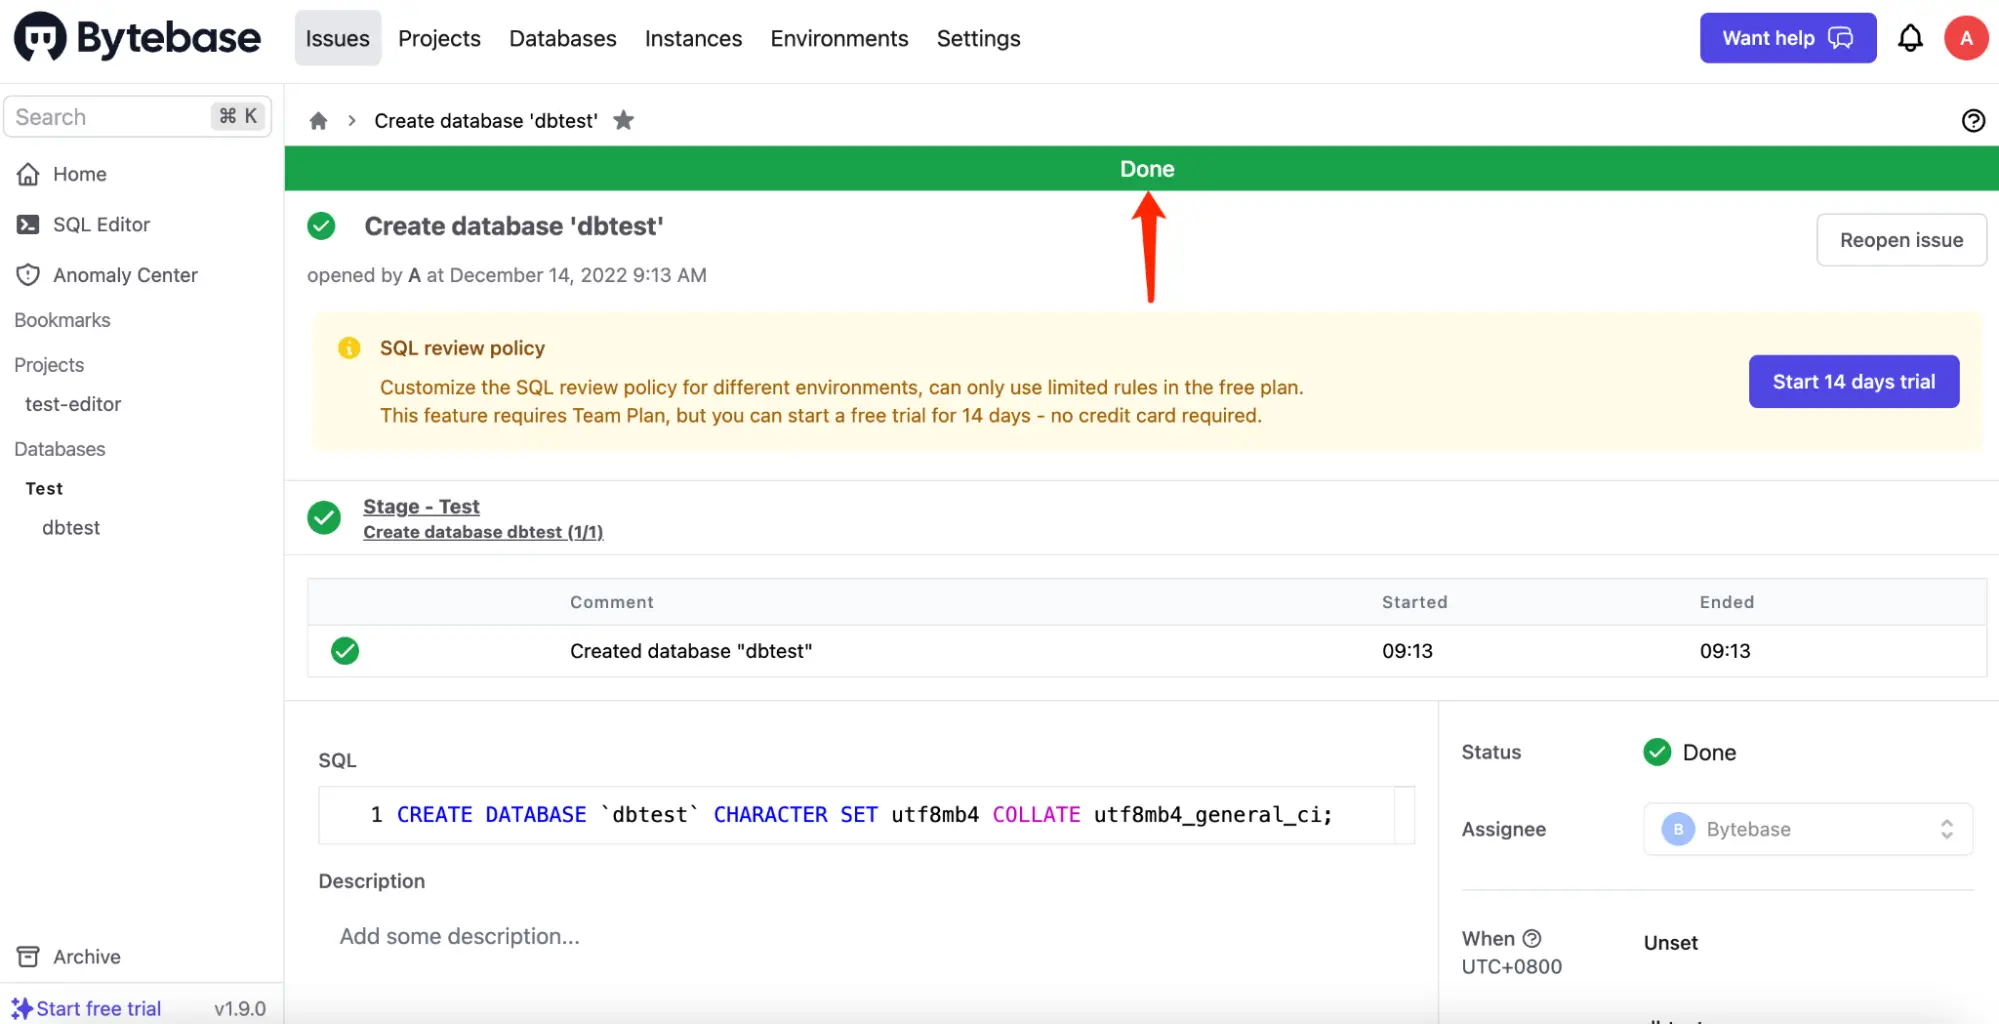 Bytebase
Issues
Projects
Databases
Instances
Environments
Settings
Want help
A
Search
⌘ K
Home
SQL Editor
Anomaly Center
Bookmarks
Projects
test-editor
Databases
Test
dbtest
Archive
Start free trial
v1.9.0
Create database 'dbtest'
Done
Create database 'dbtest'
Reopen issue
opened by A at December 14, 2022 9:13 AM
SQL review policy
Customize the SQL review policy for different environments, can only use limited rules in the free plan.
This feature requires Team Plan, but you can start a free trial for 14 days - no credit card required.
Start 14 days trial
Stage - Test
Create database dbtest (1/1)
Comment Started Ended
Created database "dbtest" 09:13 09:13
SQL
1 CREATE DATABASE `dbtest` CHARACTER SET utf8mb4 COLLATE utf8mb4_general_ci;
Description
Add some description...
Status Done
Assignee B Bytebase
When Unset
UTC+0800